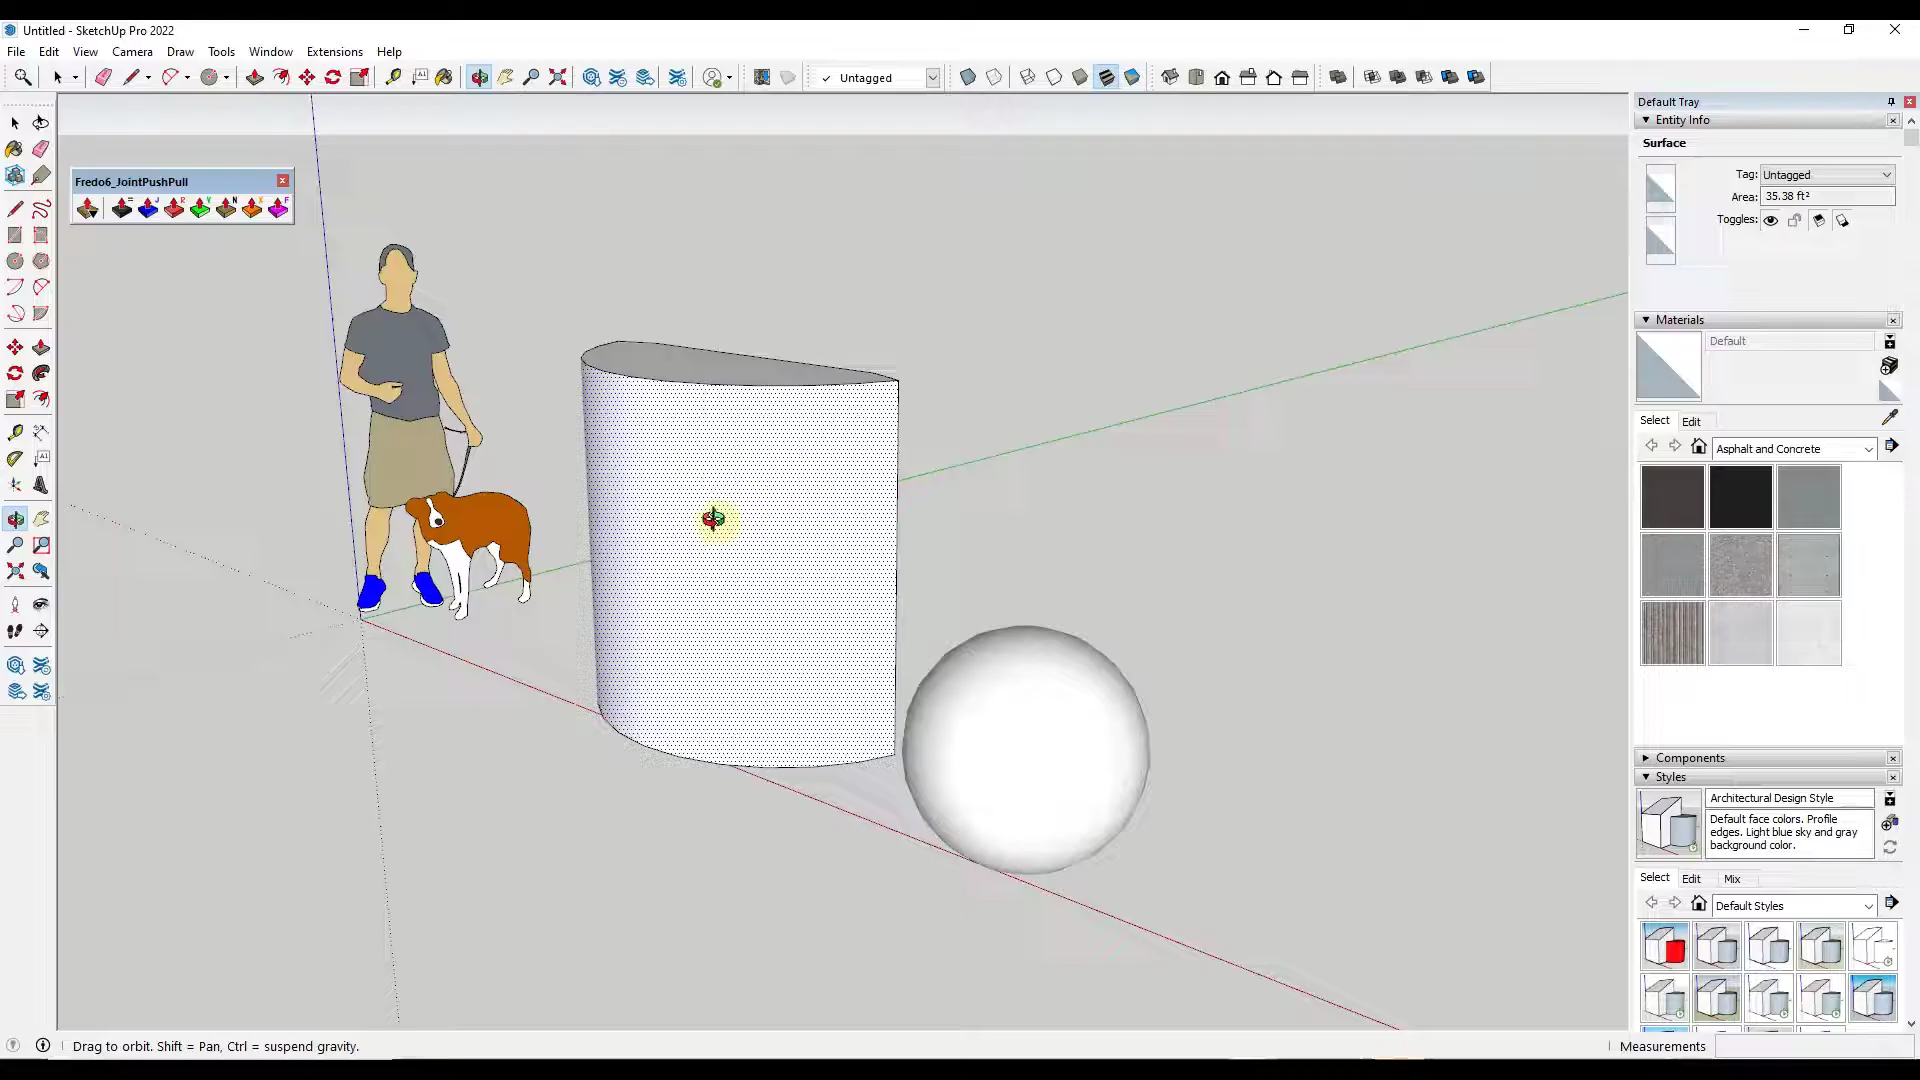 Untitled - SketchUp Pro 2022
File Edit View Camera Draw Tools Window Extensions Help
Untagged
Default Tray
Entity Info
Surface
Tag: Untagged
Area: 35.38 ft²
Toggles:
Fredo6_JointPushPull
= J R V N X F
Materials
Default
Select Edit
Asphalt and Concrete
Components
Styles
Architectural Design Style
Default face colors. Profile
edges. Light blue sky and gray
background color.
Select Edit Mix
Default Styles
Drag to orbit. Shift = Pan, Ctrl = suspend gravity.
Measurements